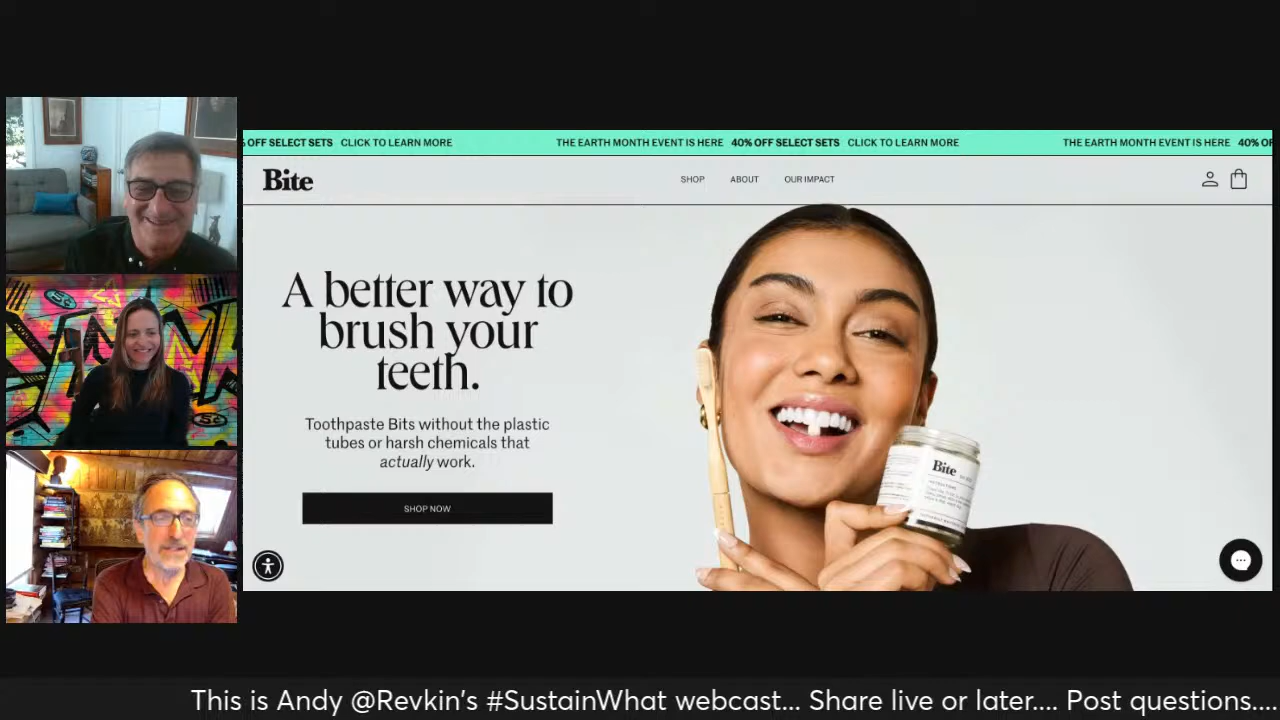 % OFF SELECT SETS CLICK TO LEARN MORE THE EARTH MONTH EVENT IS HERE 40% OFF SELECT SETS CLICK TO LEARN MORE THE EARTH MONTH EVENT IS HERE 40% OF
Bite
SHOP ABOUT OUR IMPACT
A better way to
brush your
teeth.
Toothpaste Bits without the plastic
tubes or harsh chemicals that
actually work.
SHOP NOW
Bite
This is Andy @Revkin's #SustainWhat webcast... Share live or later.... Post questions....